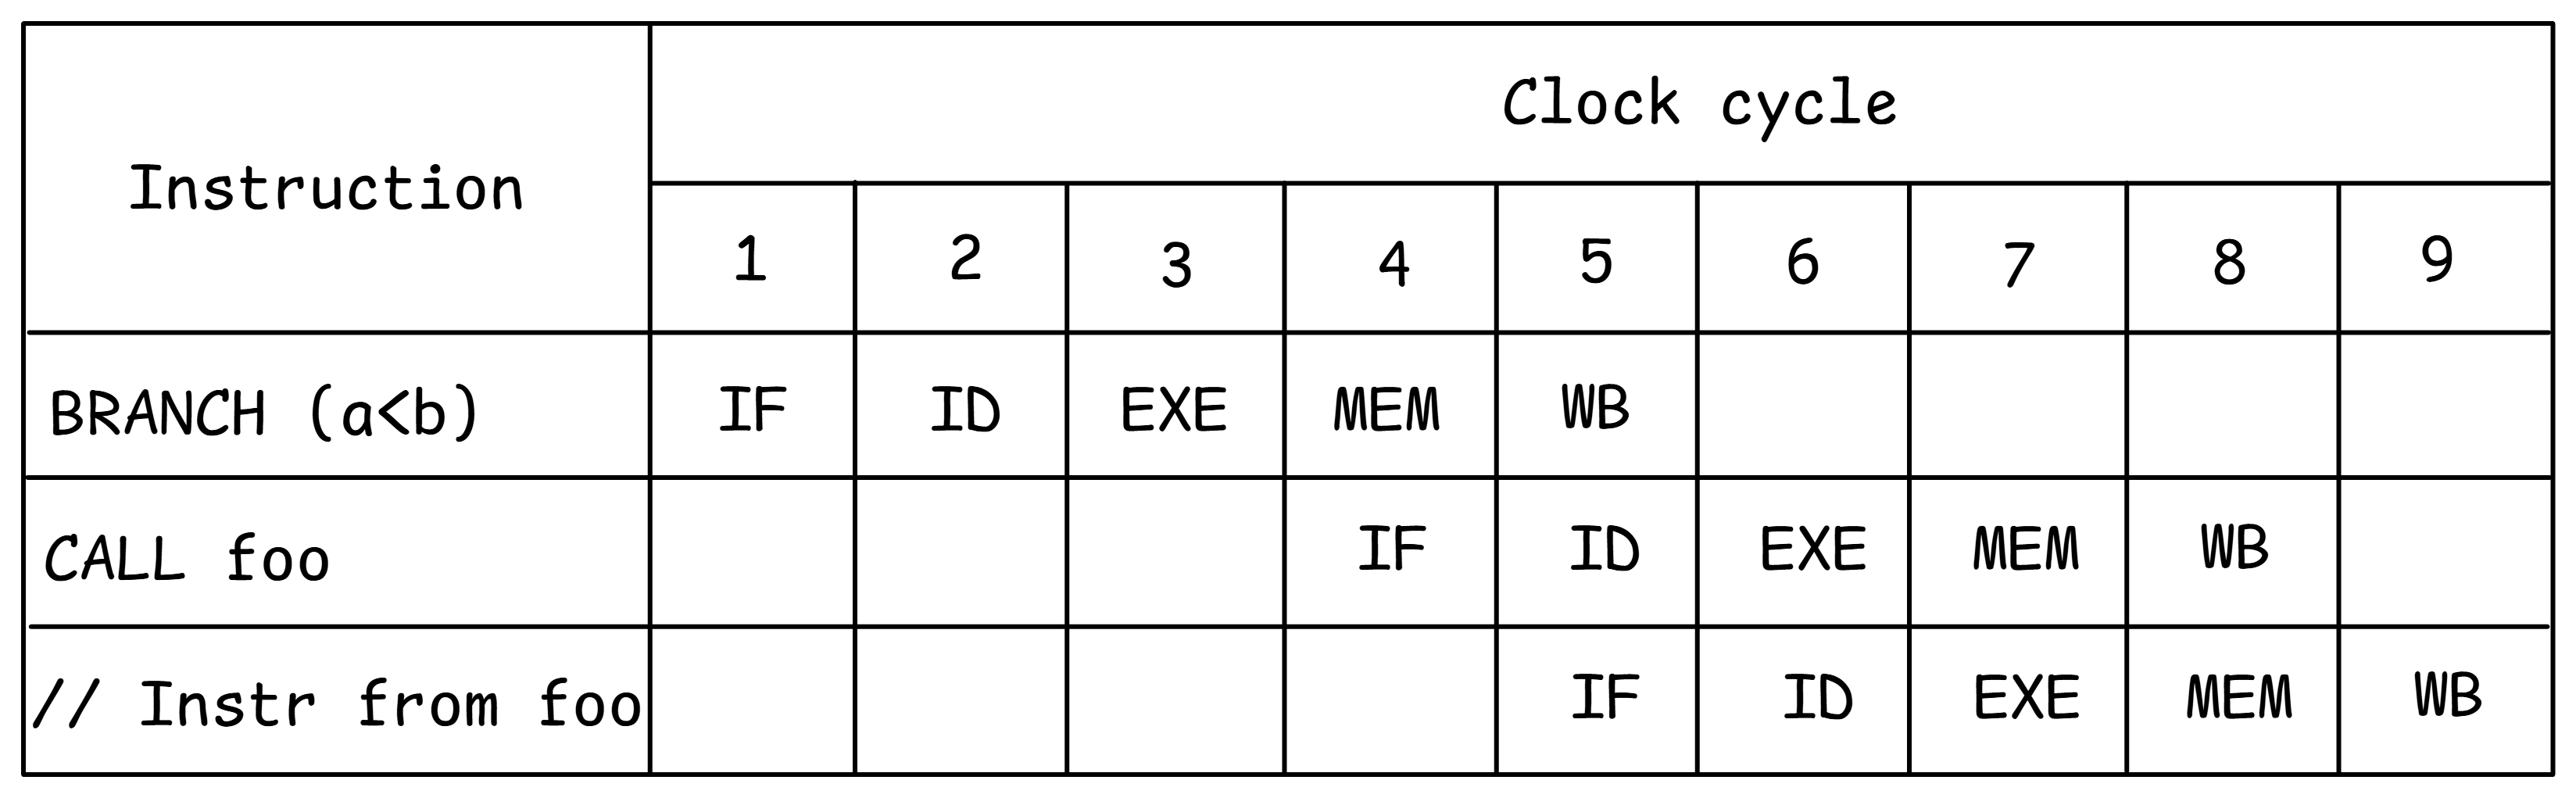 Instruction
Clock cycle
1 2 3 4 5 6 7 8 9
BRANCH (a<b) IF ID EXE MEM WB
CALL foo IF ID EXE MEM WB
// Instr from foo IF ID EXE MEM WB